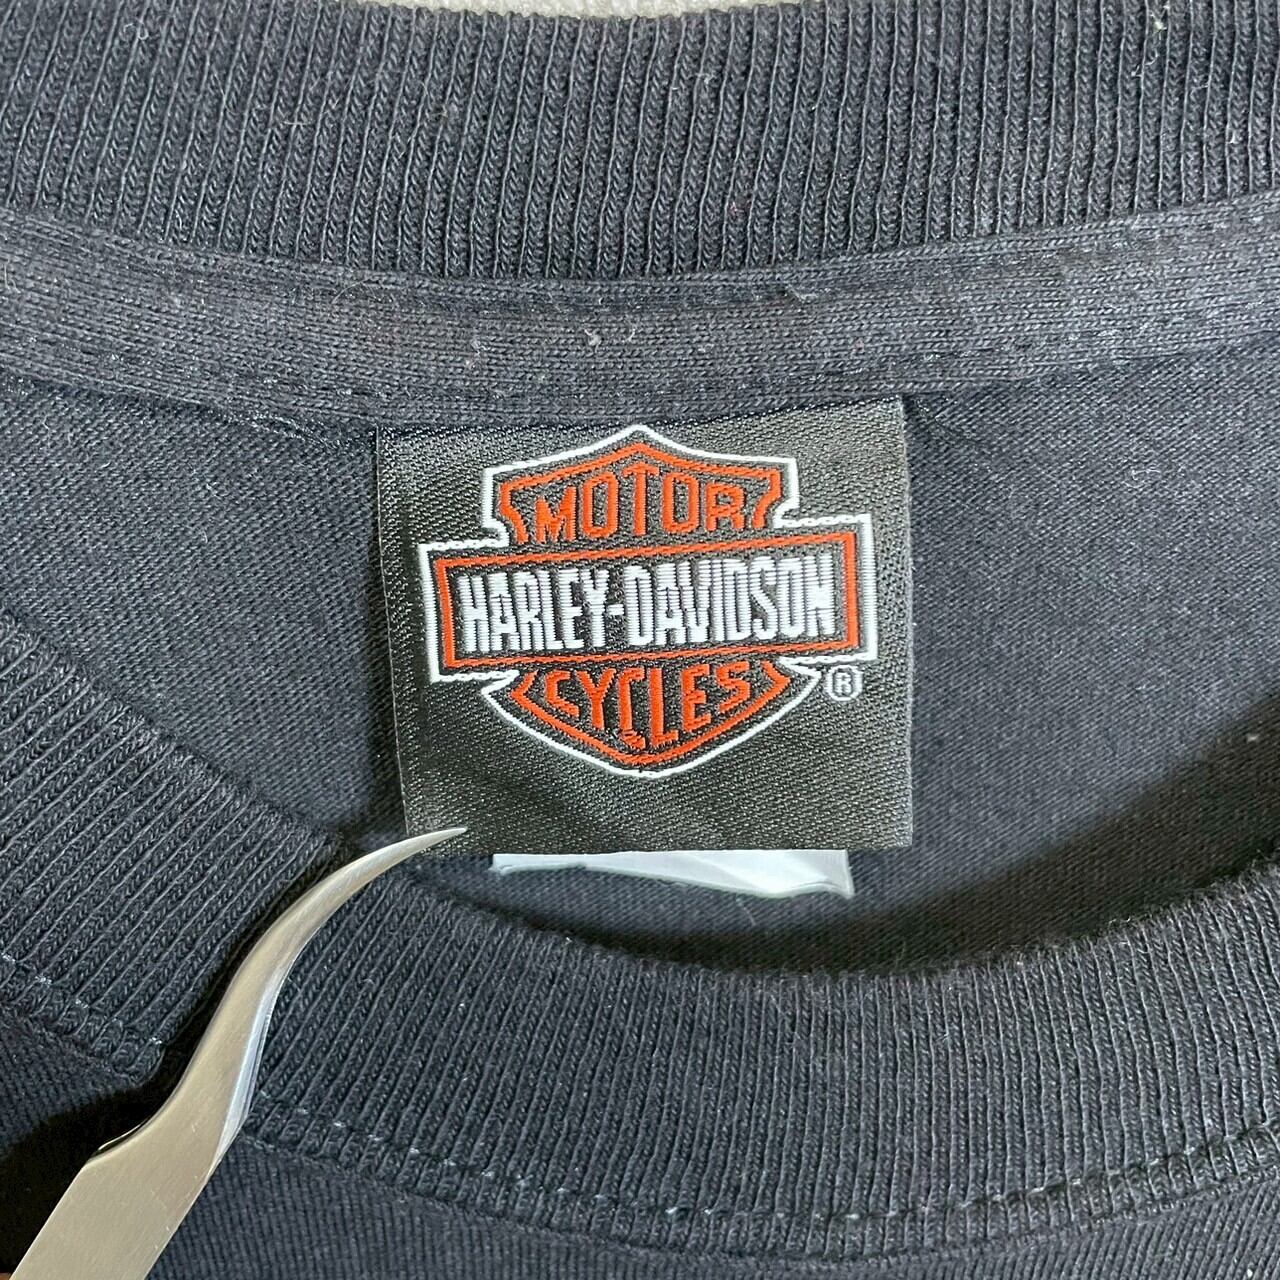 MOTOR
HARLEY-DAVIDSON
CYCLES
®